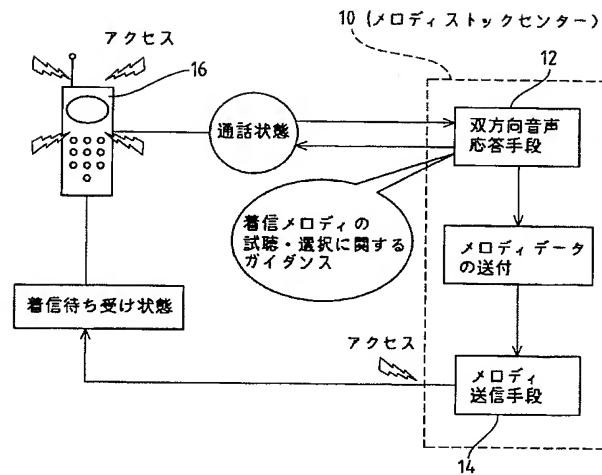 アクセス
16
10 (メロディストックセンター)
12
通話状態
双方向音声
応答手段
着信メロディの
試聴・選択に関する
ガイダンス
メロディデータ
の送付
着信待ち受け状態
アクセス
メロディ
送信手段
14